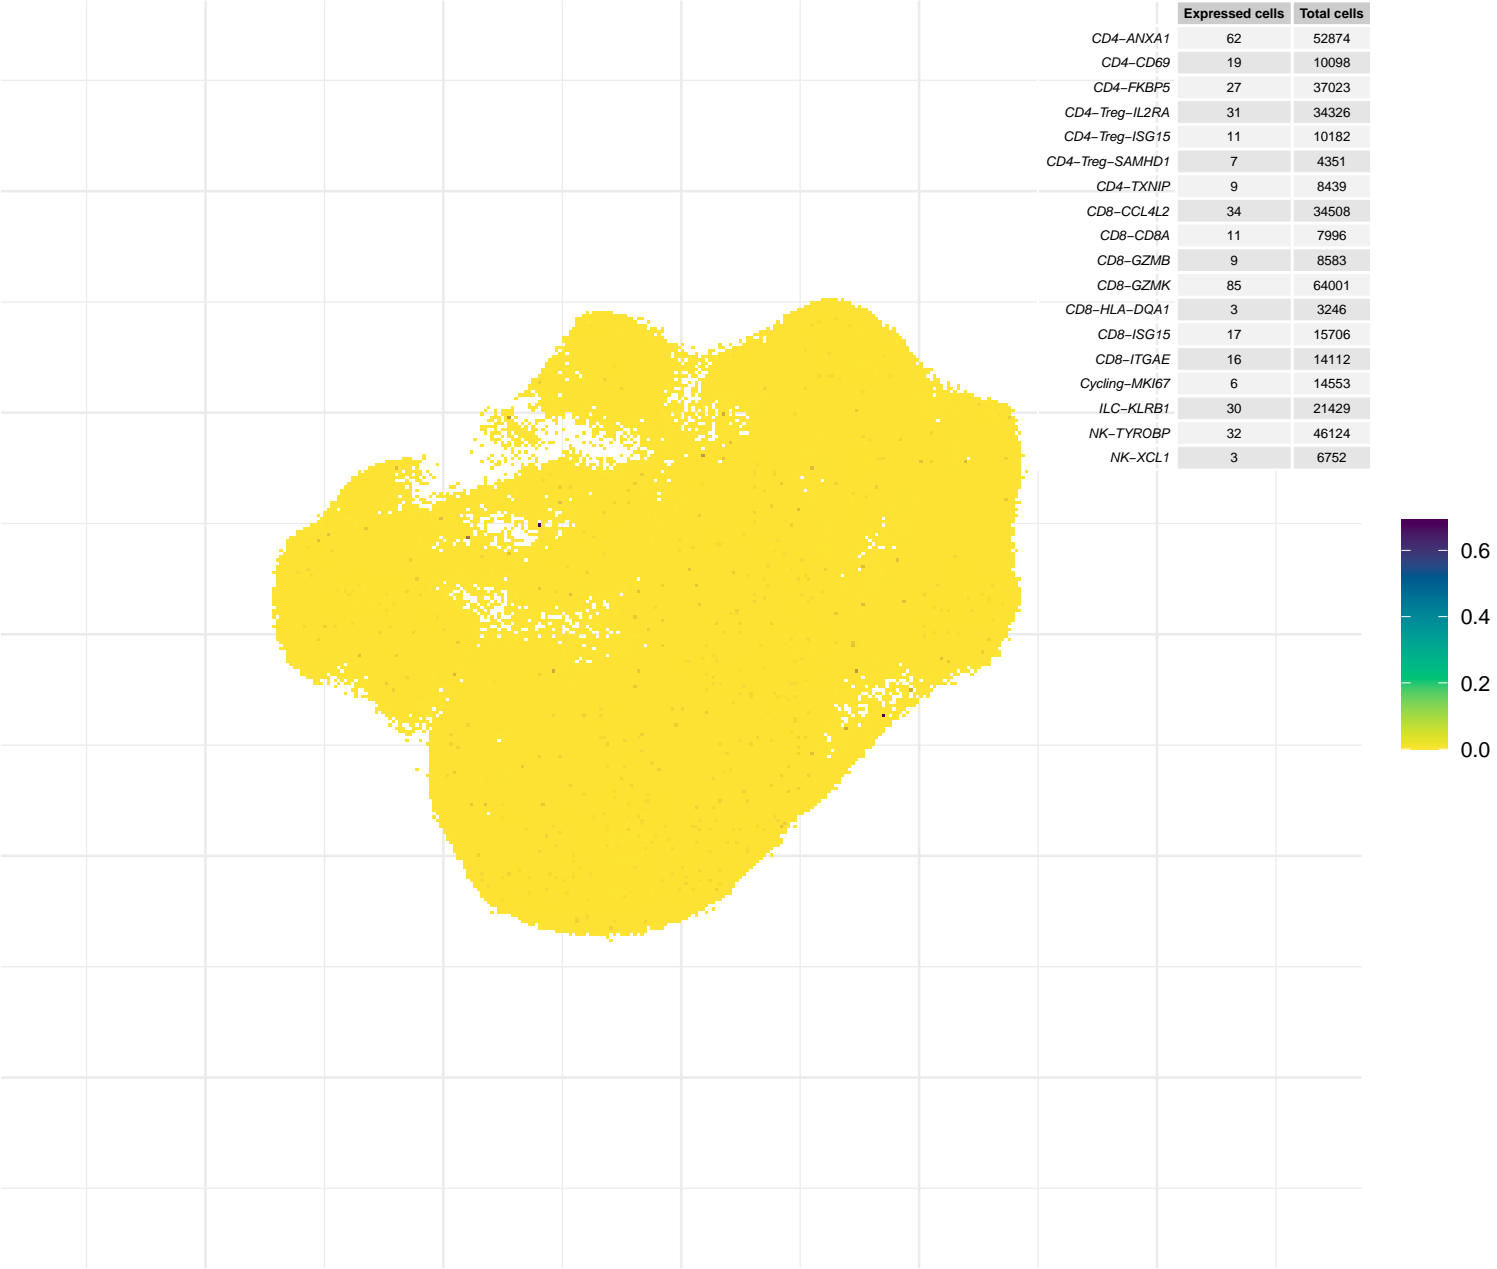 Expressed cells Total cells
CD4−ANXA1 62 52874
CD4−CD69 19 10098
CD4−FKBP5 27 37023
CD4−Treg−IL2RA 31 34326
CD4−Treg−ISG15 11 10182
CD4−Treg−SAMHD1 7 4351
CD4−TXNIP 9 8439
CD8−CCL4L2 34 34508
CD8−CD8A 11 7996
CD8−GZMB 9 8583
CD8−GZMK 85 64001
CD8−HLA−DQA1 3 3246
CD8−ISG15 17 15706
CD8−ITGAE 16 14112
Cycling−MKI67 6 14553
ILC−KLRB1 30 21429
NK−TYROBP 32 46124
NK−XCL1 3 6752
0.6
0.4
0.2
0.0